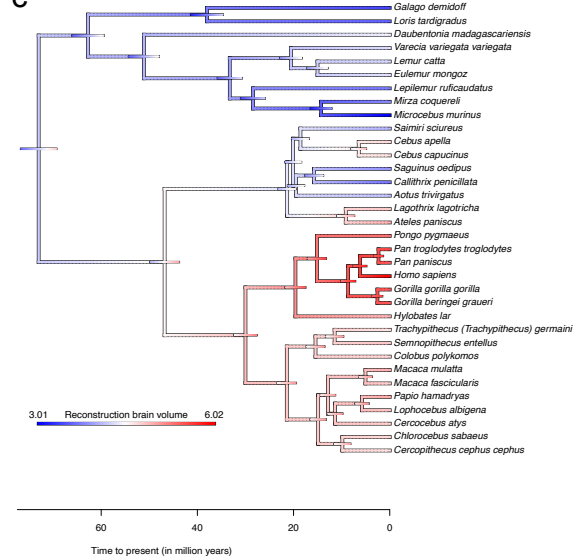 C
Galago demidoff
Loris tardigradus
Daubentonia madagascariensis
Varecia variegata variegata
Lemur catta
Eulemur mongoz
Lepilemur ruficaudatus
Mirza coquereli
Microcebus murinus
Saimiri sciureus
Cebus apella
Cebus capucinus
Saguinus oedipus
Callithrix penicillata
Aotus trivirgatus
Lagothrix lagotricha
Ateles paniscus
Pongo pygmaeus
Pan troglodytes troglodytes
Pan paniscus
Homo sapiens
Gorilla gorilla gorilla
Gorilla beringei graueri
Hylobates lar
Trachypithecus (Trachypithecus) germaini
Semnopithecus entellus
Colobus polykomos
Macaca mulatta
Macaca fascicularis
Papio hamadryas
Lophocebus albigena
Cercocebus atys
Chlorocebus sabaeus
Cercopithecus cephus cephus
3.01 Reconstruction brain volume 6.02
60 40 20 0
Time to present (in million years)